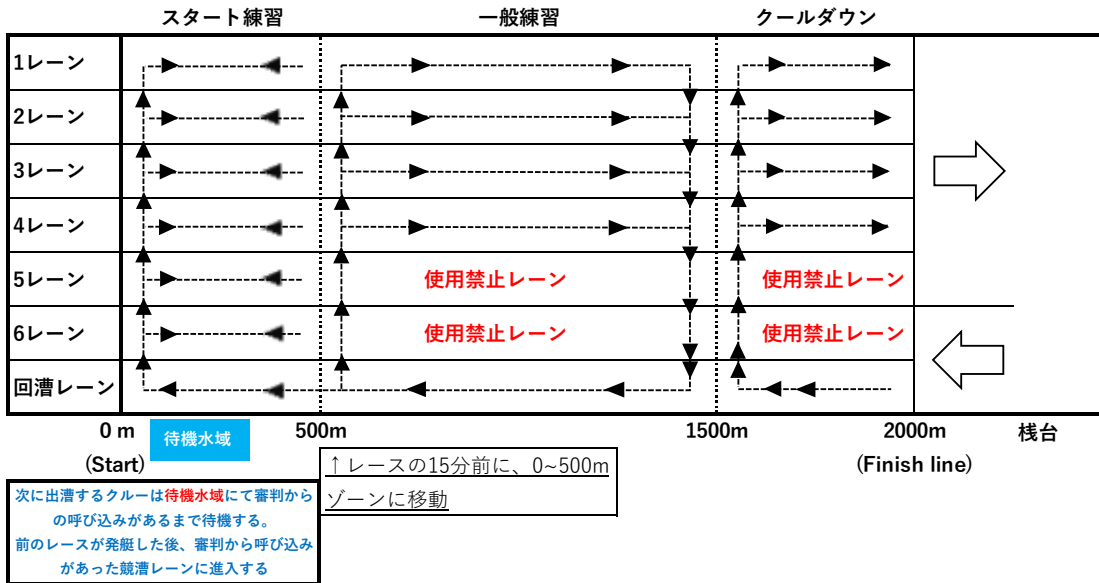 スタート練習 一般練習 クールダウン
1レーン
2レーン
3レーン
4レーン
5レーン 使用禁止レーン 使用禁止レーン
6レーン 使用禁止レーン 使用禁止レーン
回漕レーン
0 m 待機水域 500m 1500m 2000m 桟台
(Start) (Finish line)
↑レースの15分前に、0~500m
ゾーンに移動
次に出漕するクルーは待機水域にて審判から
の呼び込みがあるまで待機する。
前のレースが発艇した後、審判から呼び込み
があった競漕レーンに進入する